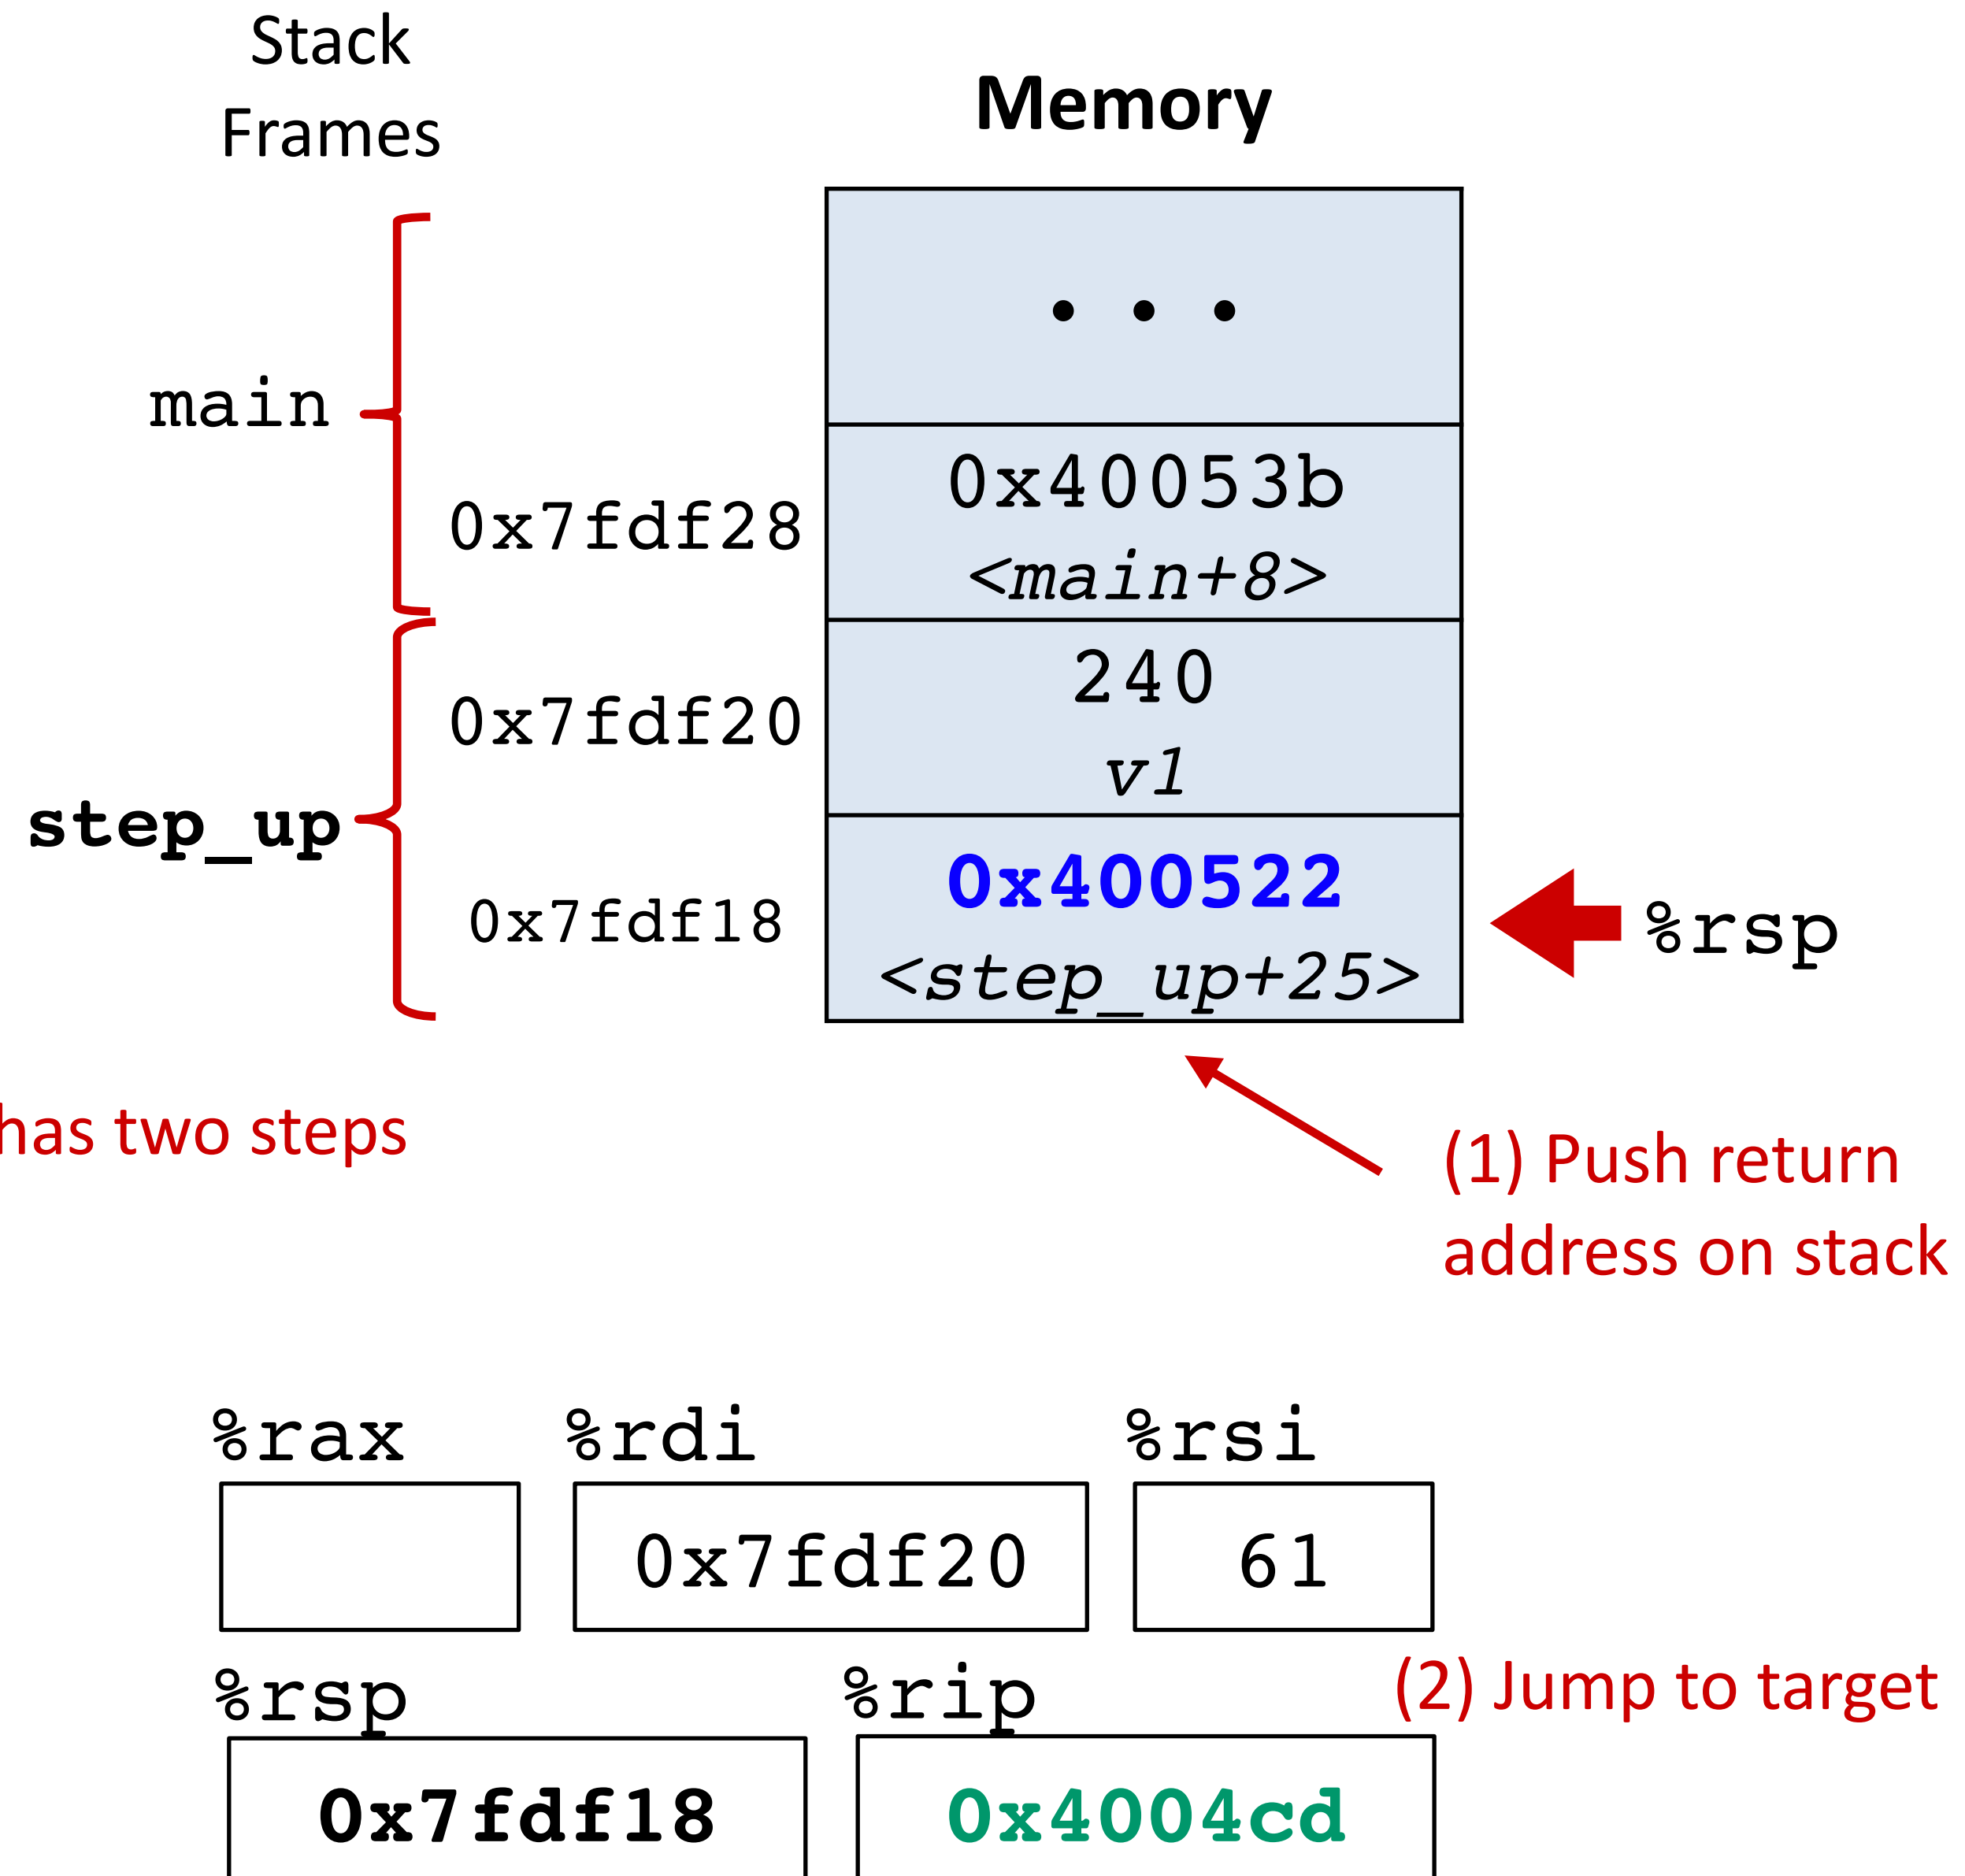 Stack
Frames
Memory
• • •
main
0x7fdf28
0x40053b
<main+8>
0x7fdf20
240
v1
step_up
0x7fdf18
0x400522
<step_up+25>
%rsp
has two steps
(1) Push return
address on stack
%rax %rdi %rsi
0x7fdf20 61
%rsp %rip
(2) Jump to target
0x7fdf18 0x4004cd